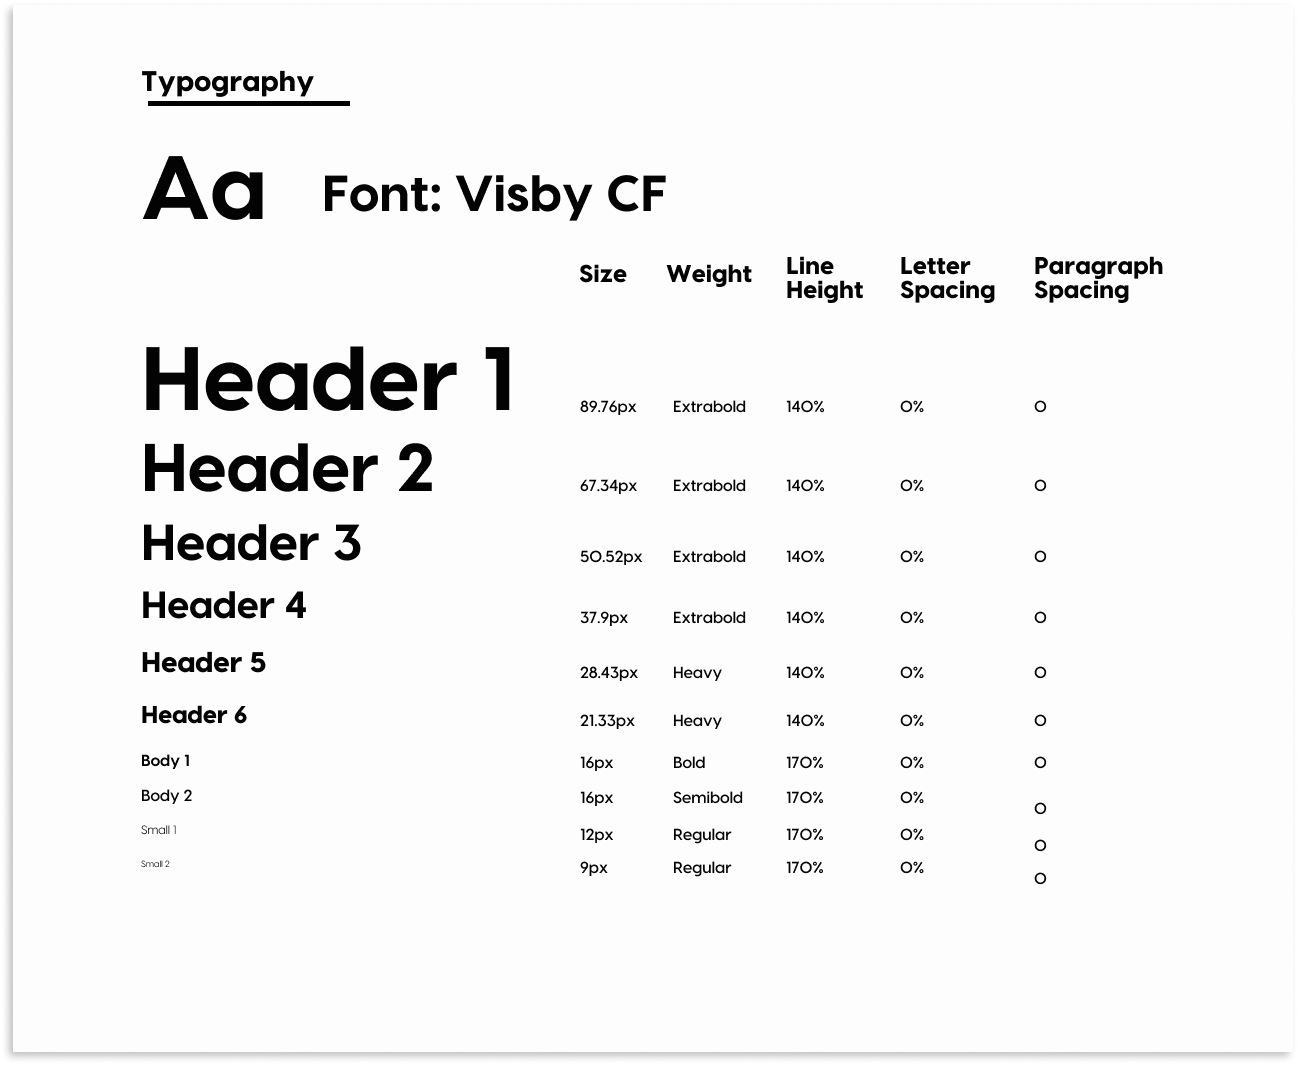 Typography
Aa Font: Visby CF
Size Weight Line Height Letter Spacing Paragraph Spacing
Header 1 89.76px Extrabold 140% 0% 0
Header 2 67.34px Extrabold 140% 0% 0
Header 3 50.52px Extrabold 140% 0% 0
Header 4 37.9px Extrabold 140% 0% 0
Header 5 28.43px Heavy 140% 0% 0
Header 6 21.33px Heavy 140% 0% 0
Body 1 16px Bold 170% 0% 0
Body 2 16px Semibold 170% 0% 0
Small 1 12px Regular 170% 0% 0
Small 2 9px Regular 170% 0% 0